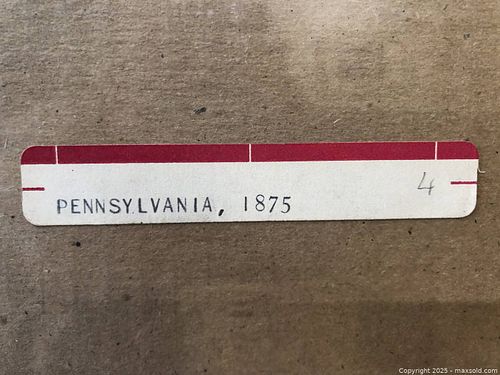 PENNSYLVANIA, 1875 4
Copyright 2025 - maxsold.com